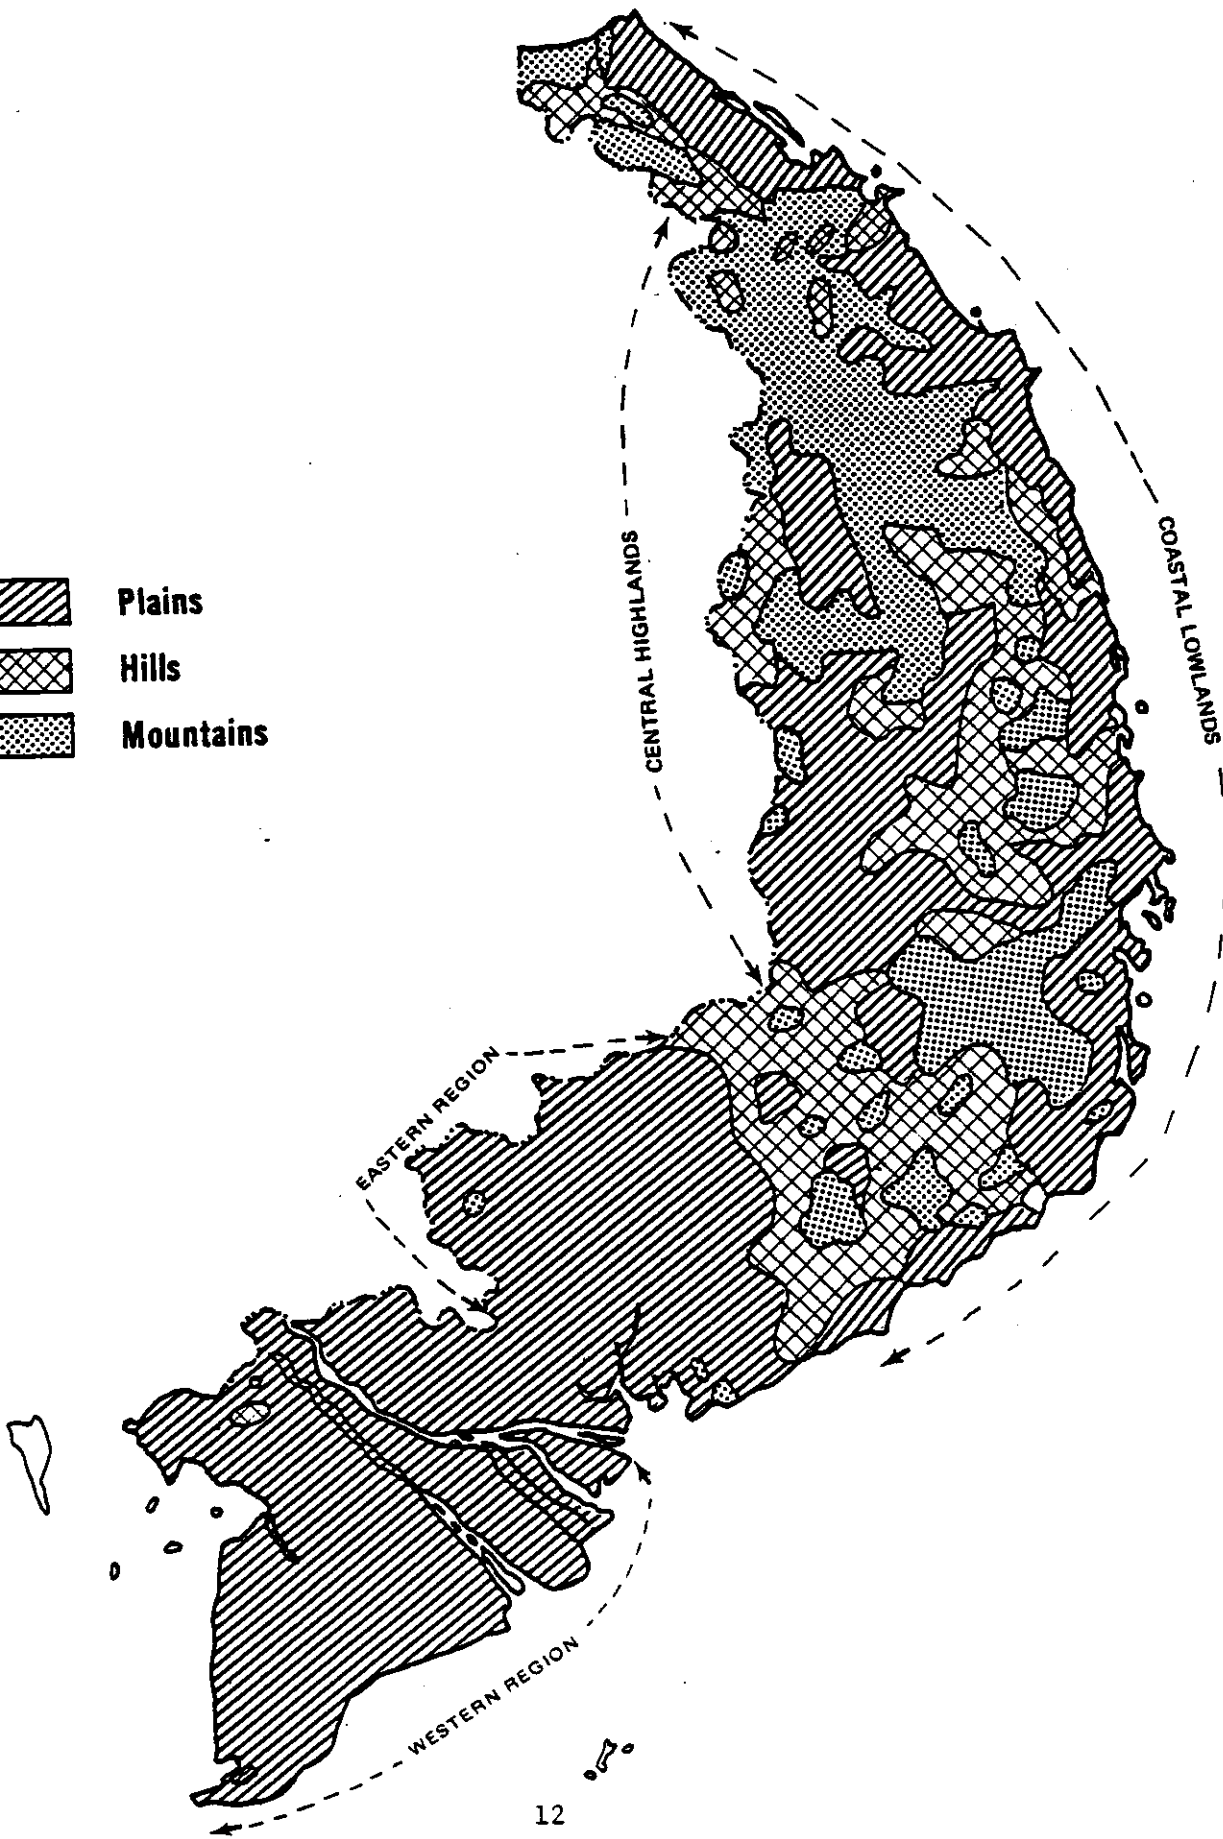 Plains
Hills
Mountains
CENTRAL HIGHLANDS
COASTAL LOWLANDS
EASTERN REGION
WESTERN REGION
12